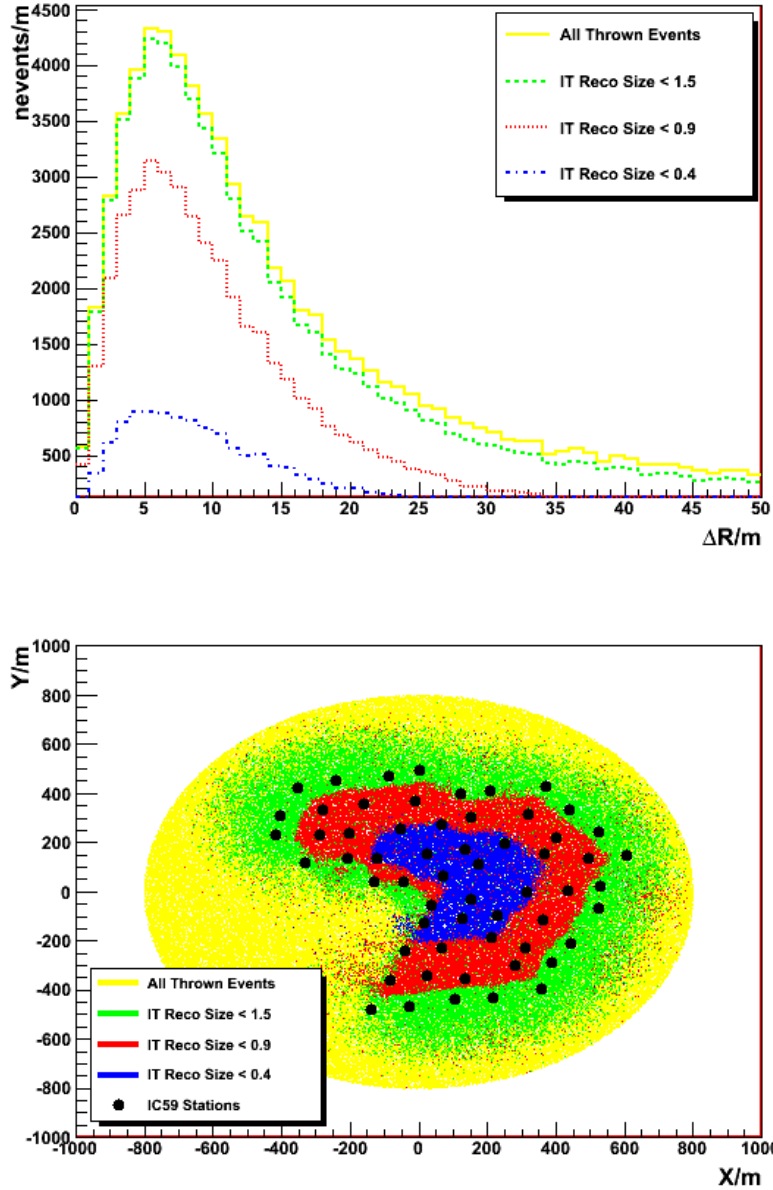 nevents/m
4500
4000
3500
3000
2500
2000
1500
1000
500
All Thrown Events
IT Reco Size < 1.5
IT Reco Size < 0.9
IT Reco Size < 0.4
0 5 10 15 20 25 30 35 40 45 50
ΔR/m
Y/m
1000
800
600
400
200
0
-200
-400
-600
-800
-1000
All Thrown Events
IT Reco Size < 1.5
IT Reco Size < 0.9
IT Reco Size < 0.4
IC59 Stations
-1000 -800 -600 -400 -200 0 200 400 600 800 100
X/m